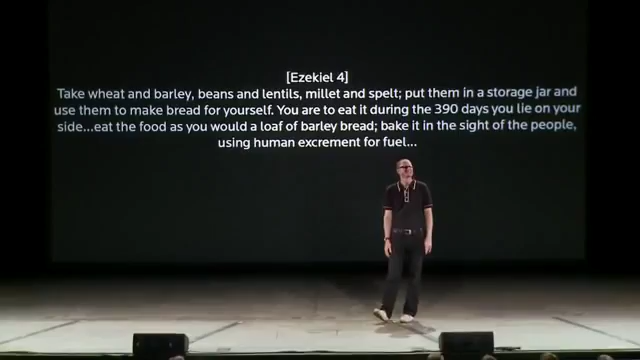 [Ezekiel 4]
Take wheat and barley, beans and lentils, millet and spelt; put them in a storage jar and
use them to make bread for yourself. You are to eat it during the 390 days you lie on your
side...eat the food as you would a loaf of barley bread; bake it in the sight of the people,
using human excrement for fuel...